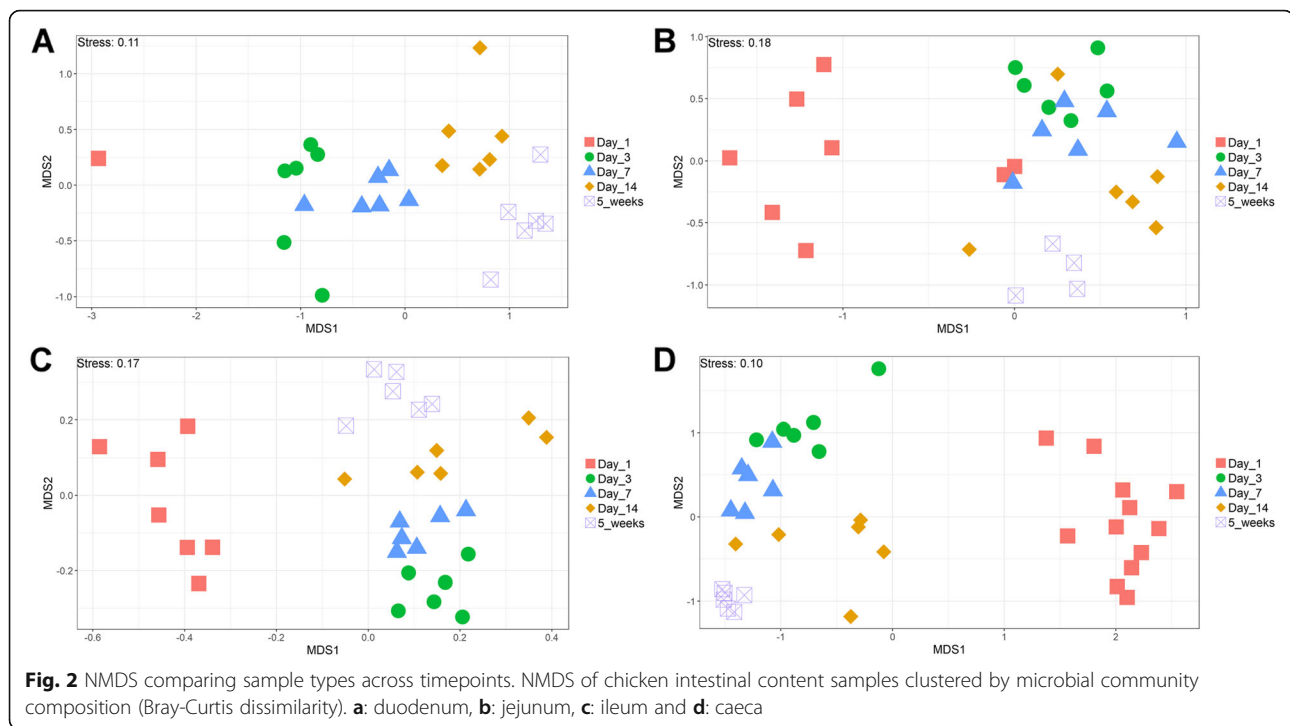 A
Stress: 0.11
MDS2
1.0
0.5
0.0
-0.5
-1.0
-3
-2
-1
0
1
MDS1
Day_1
Day_3
Day_7
Day_14
5_weeks
B
Stress: 0.18
MDS2
1.0
0.5
0.0
-0.5
-1.0
-1
0
1
MDS1
Day_1
Day_3
Day_7
Day_14
5_weeks
C
Stress: 0.17
MDS2
0.2
0.0
-0.2
-0.6
-0.4
-0.2
0.0
0.2
0.4
MDS1
Day_1
Day_3
Day_7
Day_14
5_weeks
D
Stress: 0.10
MDS2
1
0
-1
-1
0
1
2
MDS1
Day_1
Day_3
Day_7
Day_14
5_weeks
Fig. 2 NMDS comparing sample types across timepoints. NMDS of chicken intestinal content samples clustered by microbial community
composition (Bray-Curtis dissimilarity). a: duodenum, b: jejunum, c: ileum and d: caeca